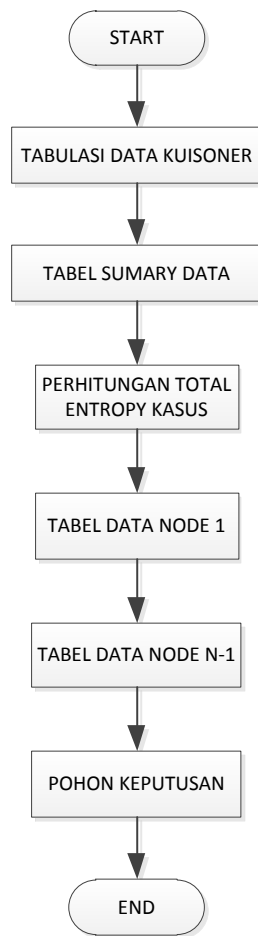 START
TABULASI DATA KUISONER
TABEL SUMARY DATA
PERHITUNGAN TOTAL
ENTROPY KASUS
TABEL DATA NODE 1
TABEL DATA NODE N-1
POHON KEPUTUSAN
END